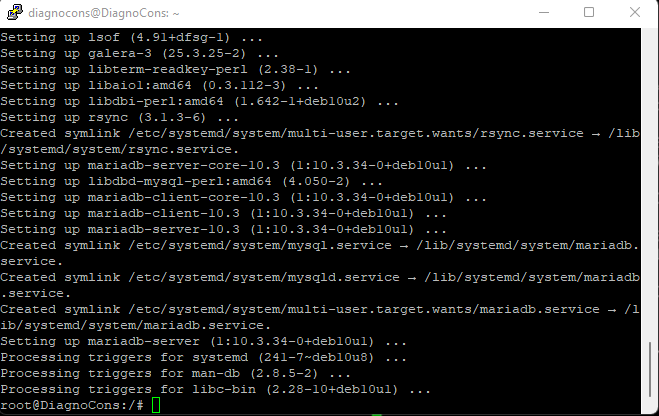 diagnocons@DiagnoCons: ~
Setting up lsof (4.91+dfsg-1) ...
Setting up galera-3 (25.3.25-2) ...
Setting up libterm-readkey-perl (2.38-1) ...
Setting up libaio1:amd64 (0.3.112-3) ...
Setting up libdbi-perl:amd64 (1.642-1+deb10u2) ...
Setting up rsync (3.1.3-6) ...
Created symlink /etc/systemd/system/multi-user.target.wants/rsync.service → /lib
/systemd/system/rsync.service.
Setting up mariadb-server-core-10.3 (1:10.3.34-0+deb10u1) ...
Setting up libdbd-mysql-perl:amd64 (4.050-2) ...
Setting up mariadb-client-core-10.3 (1:10.3.34-0+deb10u1) ...
Setting up mariadb-client-10.3 (1:10.3.34-0+deb10u1) ...
Setting up mariadb-server-10.3 (1:10.3.34-0+deb10u1) ...
Created symlink /etc/systemd/system/mysql.service → /lib/systemd/system/mariadb.
service.
Created symlink /etc/systemd/system/mysqld.service → /lib/systemd/system/mariadb
.service.
Created symlink /etc/systemd/system/multi-user.target.wants/mariadb.service → /l
ib/systemd/system/mariadb.service.
Setting up mariadb-server (1:10.3.34-0+deb10u1) ...
Processing triggers for systemd (241-7~deb10u8) ...
Processing triggers for man-db (2.8.5-2) ...
Processing triggers for libc-bin (2.28-10+deb10u1) ...
root@DiagnoCons:/#